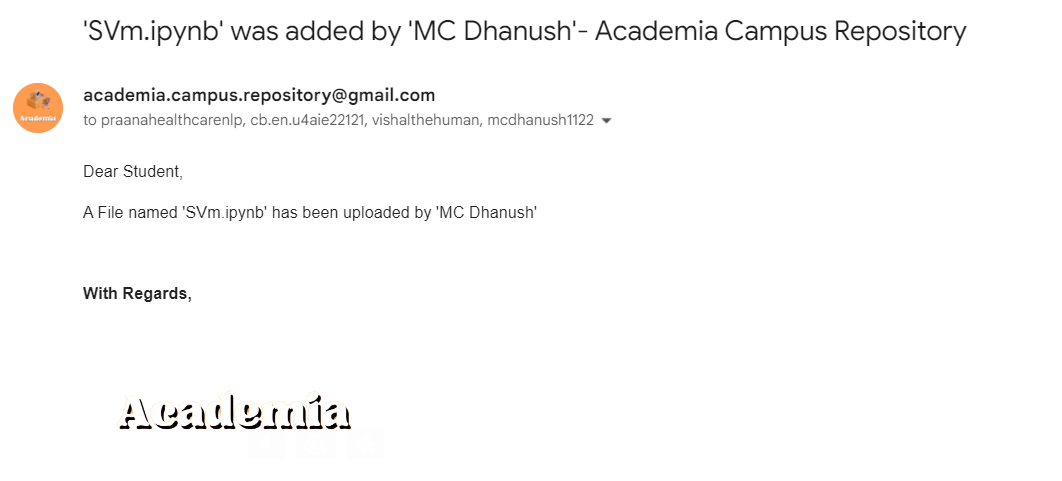 'SVm.ipynb' was added by 'MC Dhanush'- Academia Campus Repository
academia.campus.repository@gmail.com
to praanahealthcarenlp, cb.en.u4aie22121, vishalthehuman, mcdhanush1122
Academia
Dear Student,
A File named 'SVm.ipynb' has been uploaded by 'MC Dhanush'
With Regards,
Academia